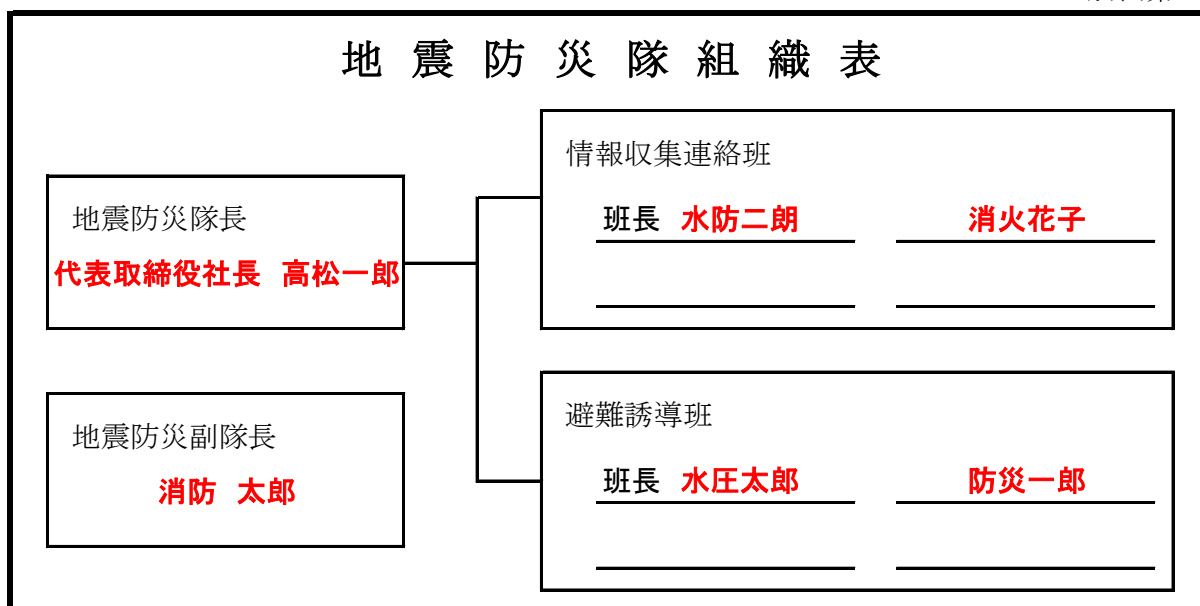 地震防災隊組織表
地震防災隊長
代表取締役社長 高松一郎
地震防災副隊長
消防 太郎
情報収集連絡班
班長 水防二朗 消火花子
避難誘導班
班長 水圧太郎 防災一郎